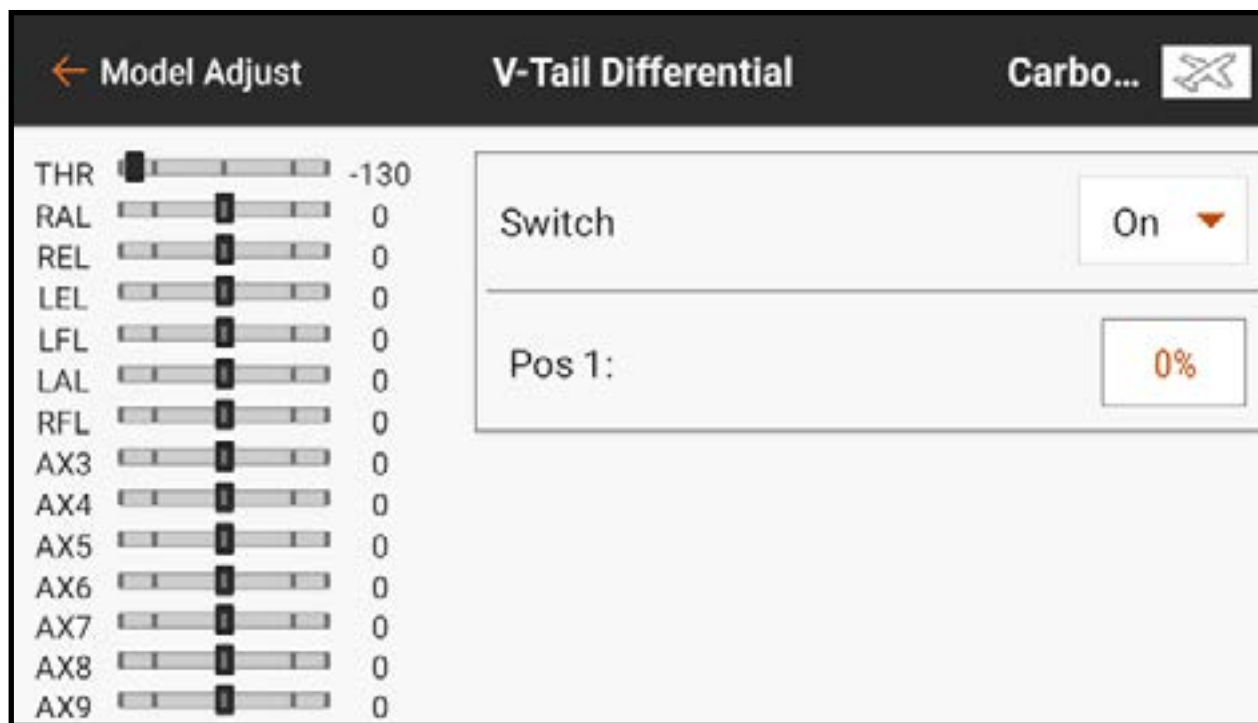 ← Model Adjust V-Tail Differential Carbo...
THR -130
RAL 0
REL 0
LEL 0
LFL 0
LAL 0
RFL 0
AX3 0
AX4 0
AX5 0
AX6 0
AX7 0
AX8 0
AX9 0
Switch On
Pos 1: 0%